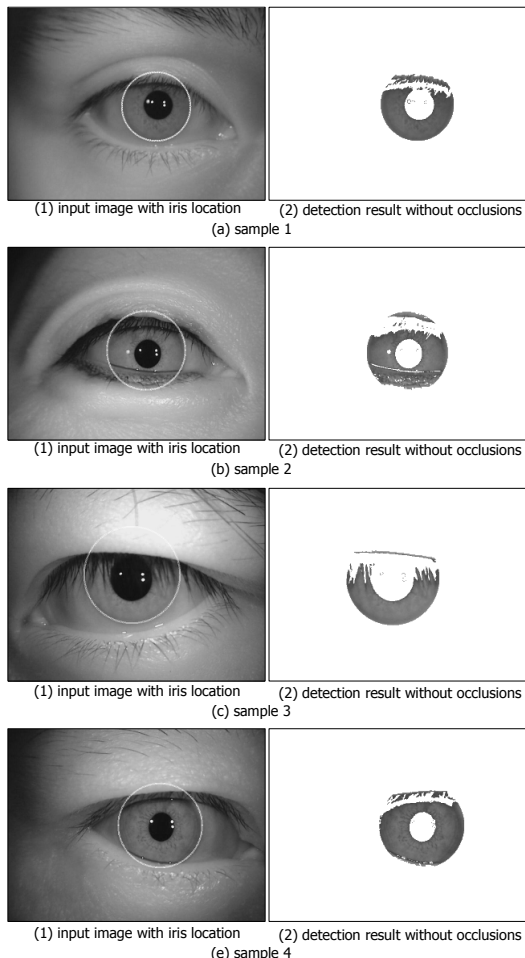 (1) input image with iris location (2) detection result without occlusions
(a) sample 1
(1) input image with iris location (2) detection result without occlusions
(b) sample 2
(1) input image with iris location (2) detection result without occlusions
(c) sample 3
(1) input image with iris location (2) detection result without occlusions
(e) sample 4